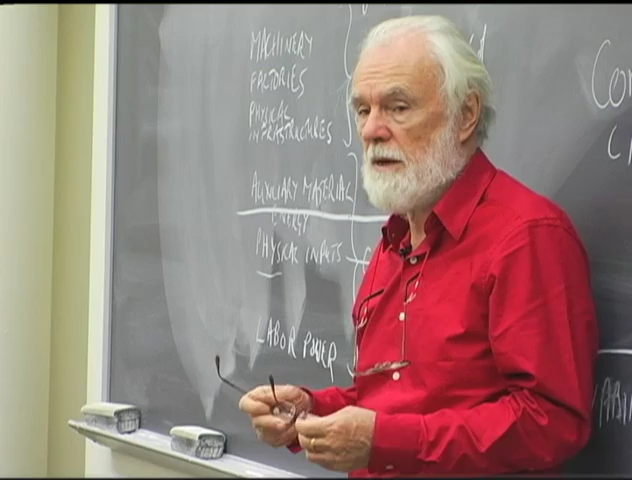 MACHINERY
FACTORIES
PHYSICAL
INFRASTRUCTURES
AUXILIARY MATERIAL
ENERGY
PHYSICAL INPUTS
LABOR POWER